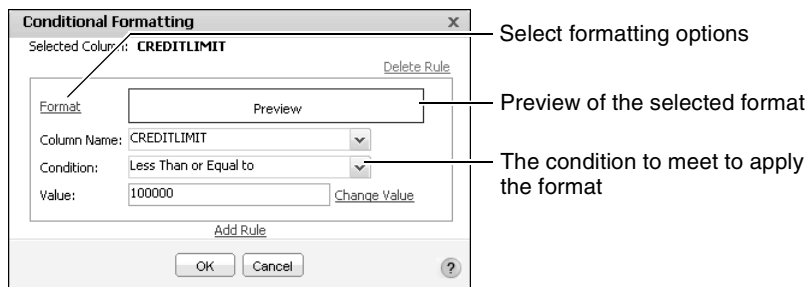 Conditional Formatting x
Selected Column: CREDITLIMIT
Select formatting options
Delete Rule
Format
Preview
Preview of the selected format
Column Name: CREDITLIMIT
Condition: Less Than or Equal to
The condition to meet to apply
the format
Value: 100000 Change Value
Add Rule
OK Cancel ?